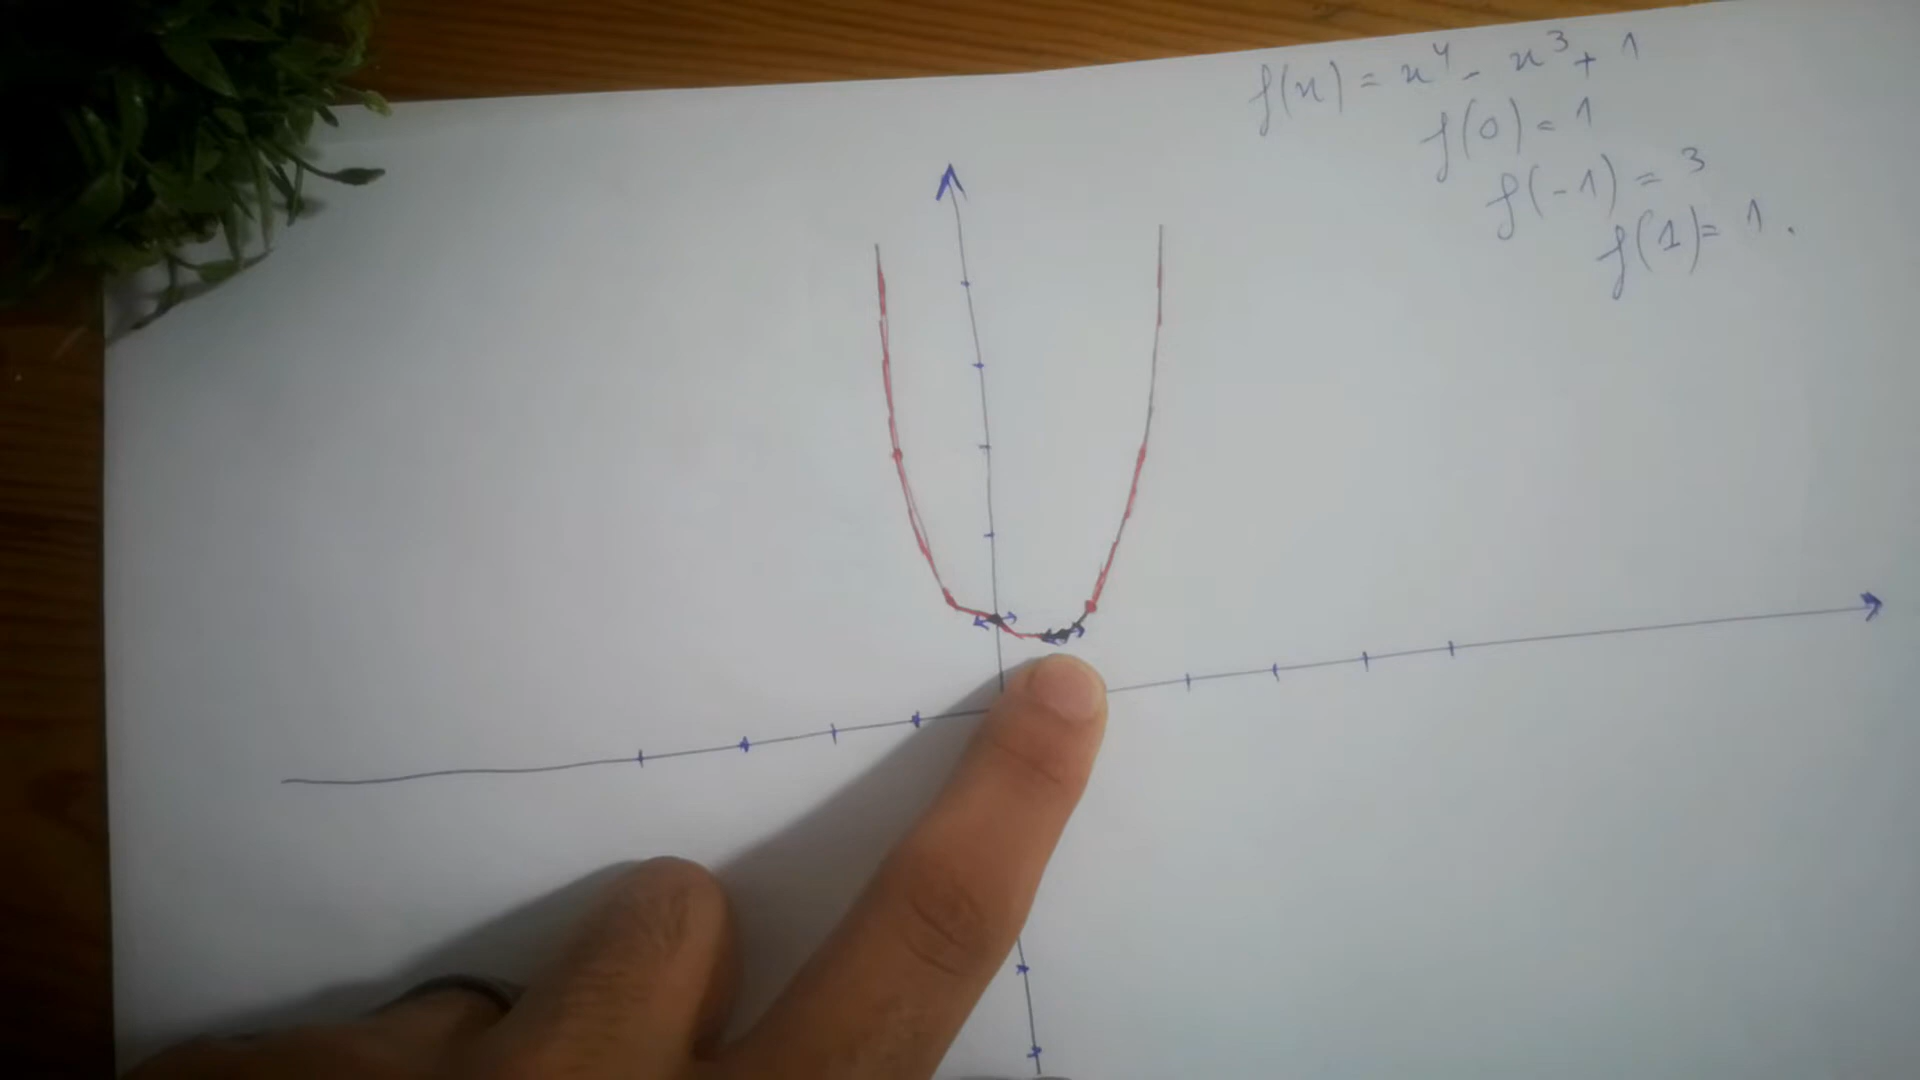 f(x) = x⁴ - x³ + 1
f(0) = 1
f(-1) = 3
f(1) = 1.